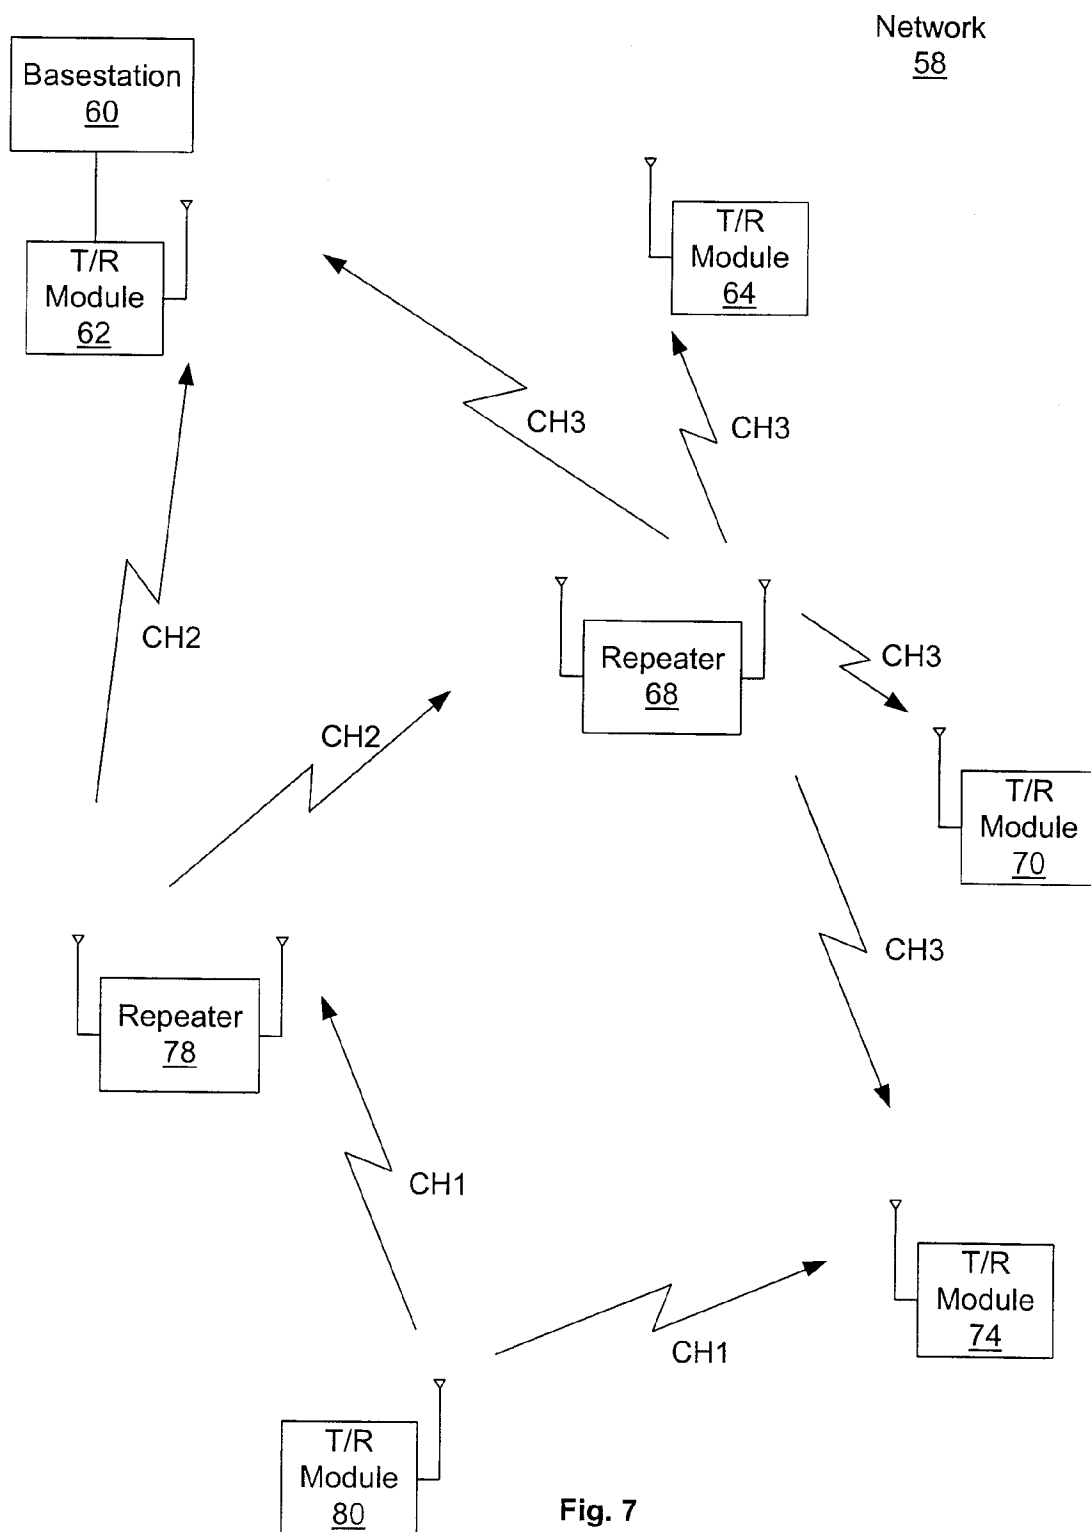 Network
58
Basestation
60
T/R
Module
62
T/R
Module
64
CH3
CH3
CH2
Repeater
68
CH3
CH2
T/R
Module
70
CH3
Repeater
78
CH1
T/R
Module
74
CH1
T/R
Module
80
Fig. 7